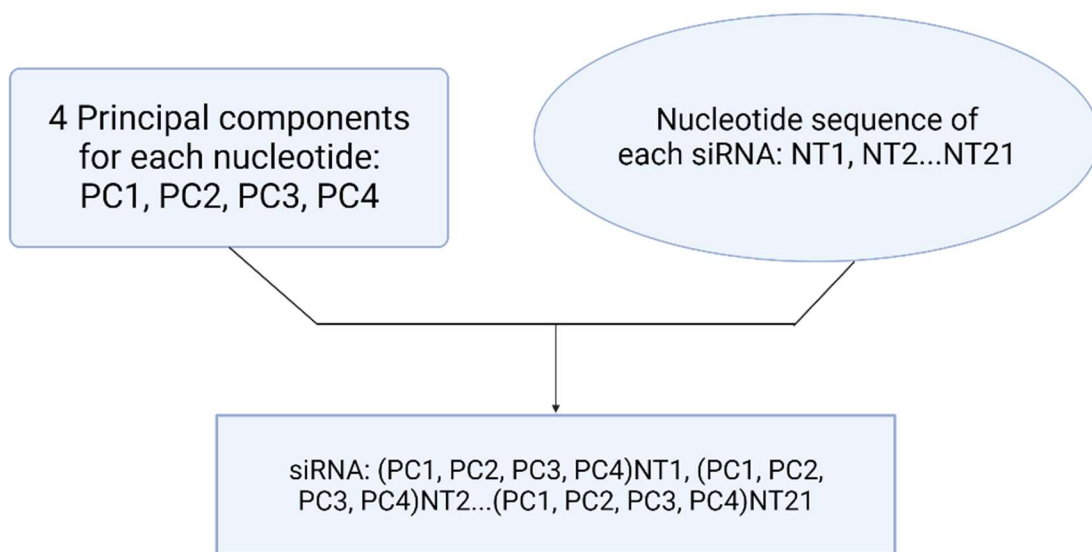 4 Principal components
for each nucleotide:
PC1, PC2, PC3, PC4
Nucleotide sequence of
each siRNA: NT1, NT2...NT21
siRNA: (PC1, PC2, PC3, PC4)NT1, (PC1, PC2,
PC3, PC4)NT2...(PC1, PC2, PC3, PC4)NT21